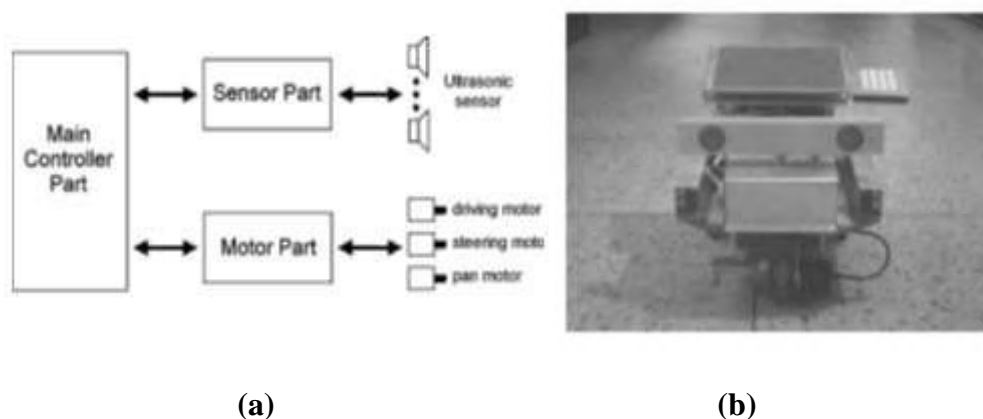 Main
Controller
Part
Sensor Part
Ultrasonic
sensor
Motor Part
driving motor
steering moto
pan motor
(a)
(b)